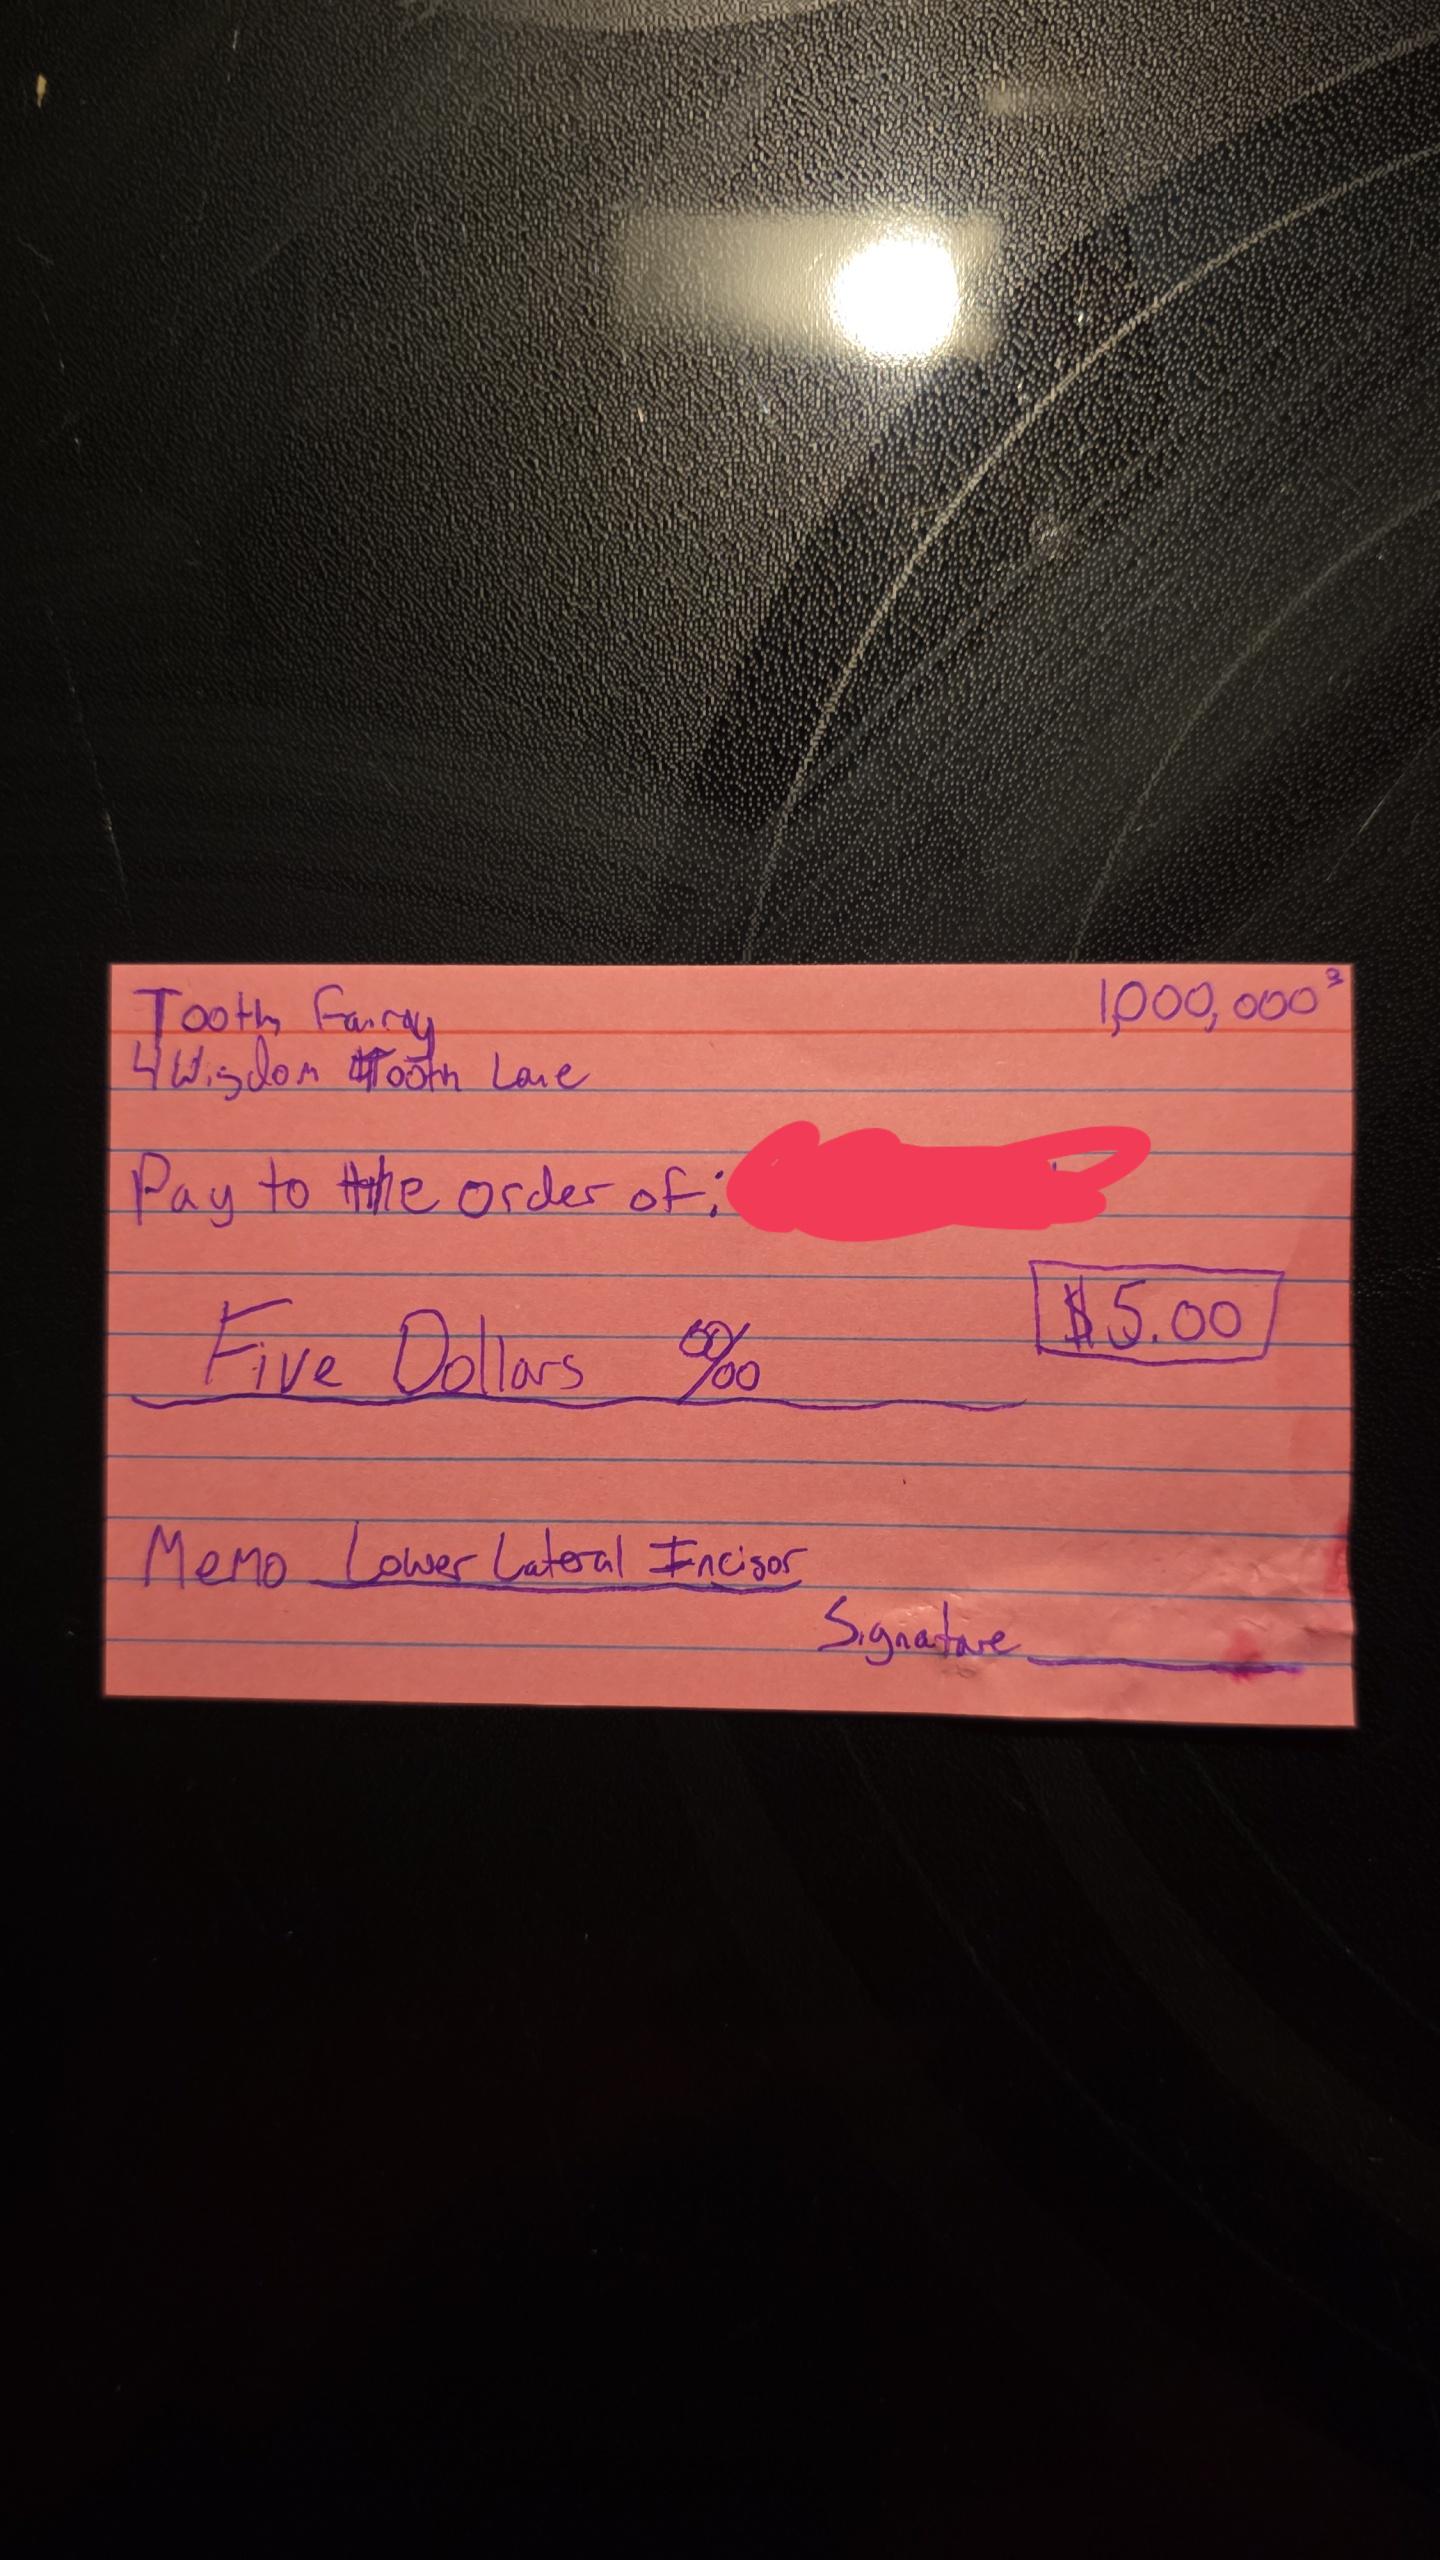 Tooth Fairy
1,000,000³
4 Wisdom Tooth Lane
Pay to the order of:
$5.00
Five Dollars 00/00
Memo Lower Lateral Incisor
Signature